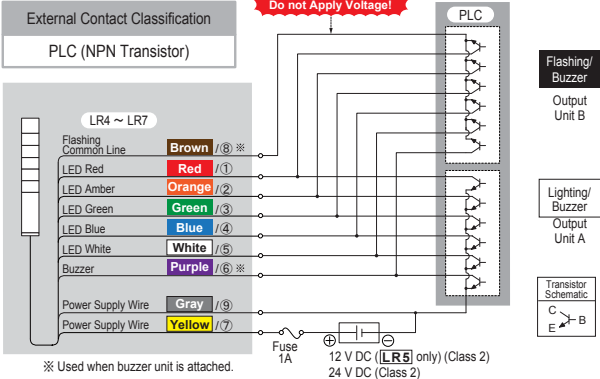 External Contact Classification
PLC (NPN Transistor)
Do not Apply Voltage!
PLC
Flashing/
Buzzer
Output
Unit B
LR4 ~ LR7
Flashing
Common Line
Brown /⑧ ※
LED Red
Red /①
LED Amber
Orange /②
LED Green
Green /③
LED Blue
Blue /④
LED White
White /⑤
Buzzer
Purple /⑥ ※
Power Supply Wire
Gray /⑨
Power Supply Wire
Yellow /⑦
Lighting/
Buzzer
Output
Unit A
Transistor
Schematic
C
E
B
Fuse
1A
⊕
⊖
12 V DC (LR5 only) (Class 2)
24 V DC (Class 2)
※ Used when buzzer unit is attached.